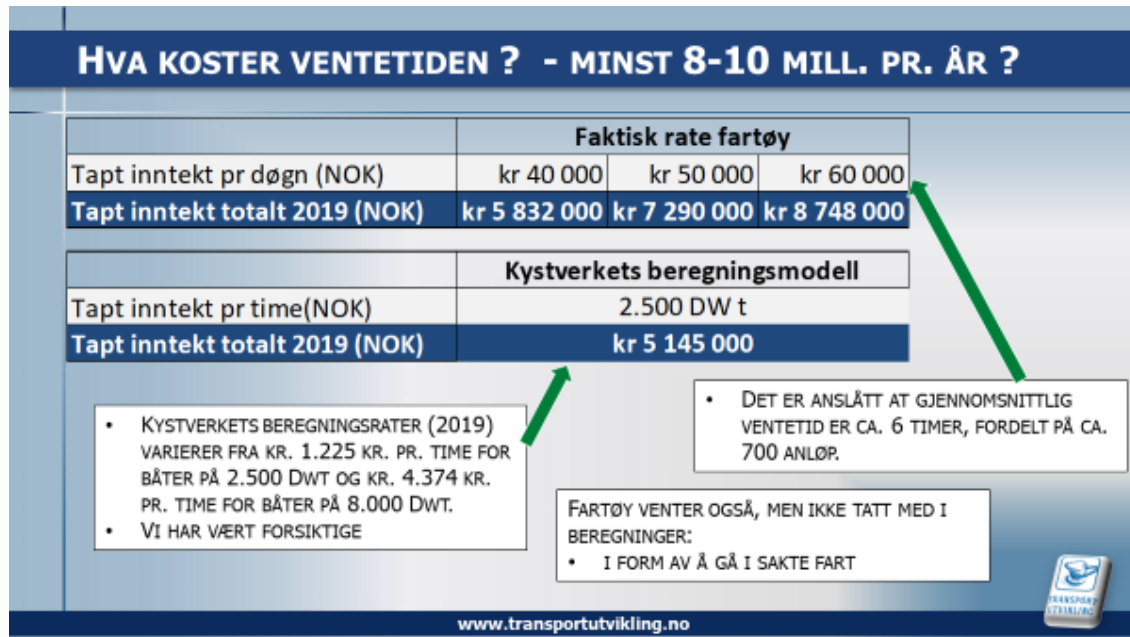 HVA KOSTER VENTETIDEN ? - MINST 8-10 MILL. PR. ÅR ?
Faktisk rate fartøy
Tapt inntekt pr døgn (NOK) kr 40 000 kr 50 000 kr 60 000
Tapt inntekt totalt 2019 (NOK) kr 5 832 000 kr 7 290 000 kr 8 748 000
Kystverkets beregningsmodell
Tapt inntekt pr time(NOK) 2.500 DW t
Tapt inntekt totalt 2019 (NOK) kr 5 145 000
• KYSTVERKETS BEREGNINGSRATER (2019)
VARIERER FRA KR. 1.225 KR. PR. TIME FOR
BÅTER PÅ 2.500 DWT OG KR. 4.374 KR.
PR. TIME FOR BÅTER PÅ 8.000 DWT.
• VI HAR VÆRT FORSIKTIGE
• DET ER ANSLÅTT AT GJENNOMSNITTLIG
VENTETID ER CA. 6 TIMER, FORDELT PÅ CA.
700 ANLØP.
FARTØY VENTER OGSÅ, MEN IKKE TATT MED I
BEREGNINGER:
• I FORM AV Å GÅ I SAKTE FART
TRANSPORT
UTVIKLING
www.transportutvikling.no